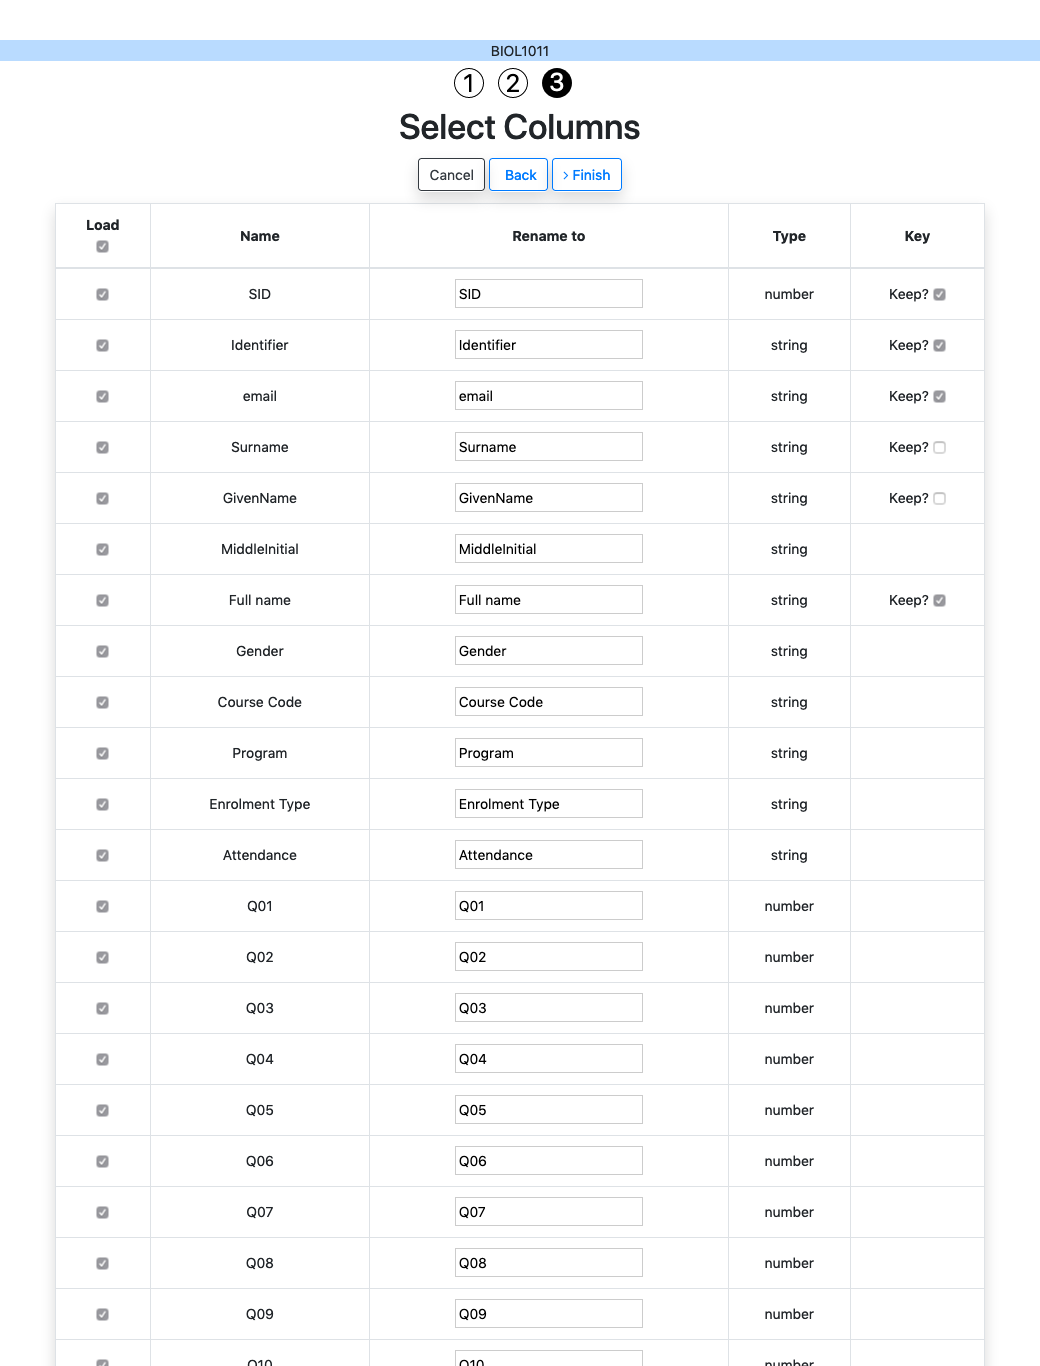 BIOL1011
1 2 3
Select Columns
Cancel Back > Finish
Load Name Rename to Type Key
SID SID number Keep?
Identifier Identifier string Keep?
email email string Keep?
Surname Surname string Keep?
GivenName GivenName string Keep?
MiddleInitial MiddleInitial string
Full name Full name string Keep?
Gender Gender string
Course Code Course Code string
Program Program string
Enrolment Type Enrolment Type string
Attendance Attendance string
Q01 Q01 number
Q02 Q02 number
Q03 Q03 number
Q04 Q04 number
Q05 Q05 number
Q06 Q06 number
Q07 Q07 number
Q08 Q08 number
Q09 Q09 number
Q10 Q10 number